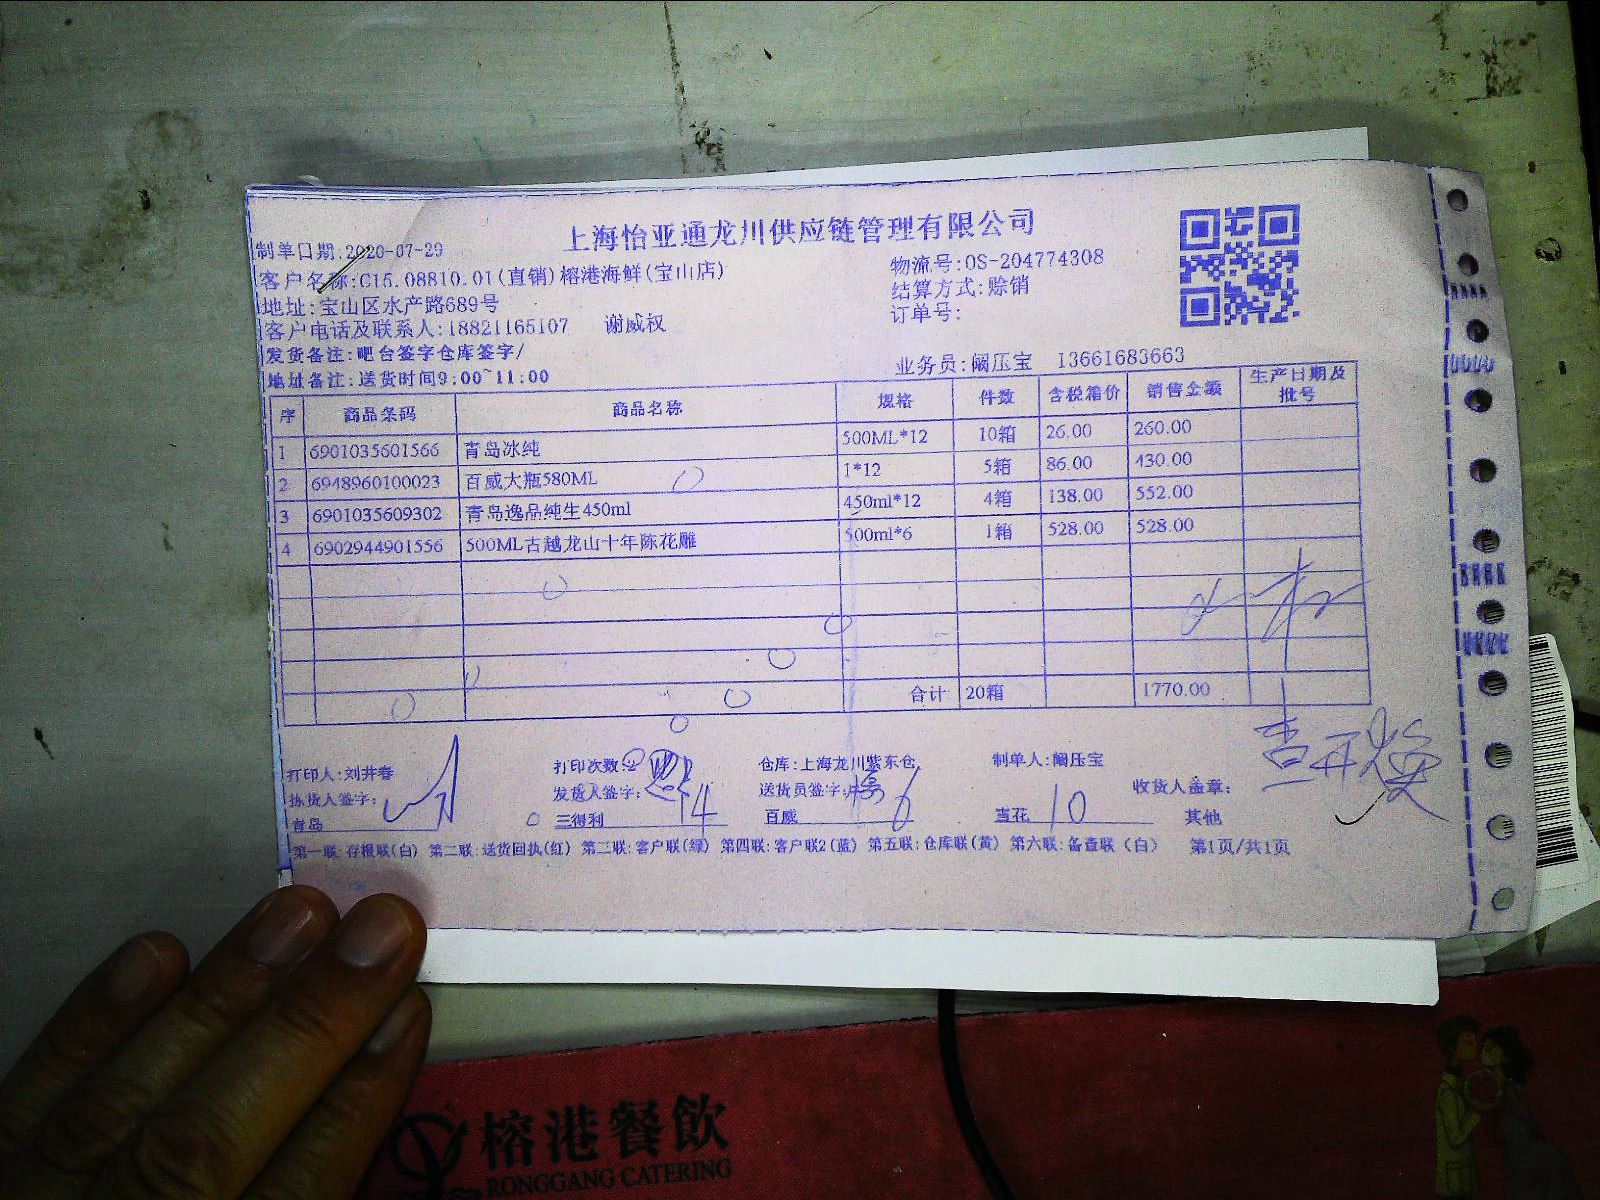 上海怡亚通龙川供应链管理有限公司
制单日期:2020-07-29
物流号:OS-204774308
客户名称:C15.08810.01(直销)榕港海鲜(宝山店)
结算方式:赊销
地址:宝山区水产路689号
订单号:
客户电话及联系人:18821165107 谢威权
发货备注:吧台签字仓库签字/
业务员:阚压宝 13661683663
地址备注:送货时间9:00~11:00
序 商品条码 商品名称 规格 件数 含税箱价 销售金额 生产日期及批号
1 6901035601566 青岛冰纯 500ML*12 10箱 26.00 260.00
2 6948960100023 百威大瓶580ML 1*12 5箱 86.00 430.00
3 6901035609302 青岛逸品纯生450ml 450ml*12 4箱 138.00 552.00
4 6902944901556 500ML古越龙山十年陈花雕 500ml*6 1箱 528.00 528.00
合计 20箱 1770.00
打印人:刘井春 打印次数:2 仓库:上海龙川紫东仓 制单人:阚压宝
拣货人签字: 发货人签字: 送货员签字: 收货人盖章:
青岛 三得利 14 百威 6 雪花 10 其他
第一联:存根联(白) 第二联:送货回执(红) 第三联:客户联(绿) 第四联:客户联2(蓝) 第五联:仓库联(黄) 第六联:备查联(白) 第1页/共1页
榕港餐飲
RONGGANG CATERING